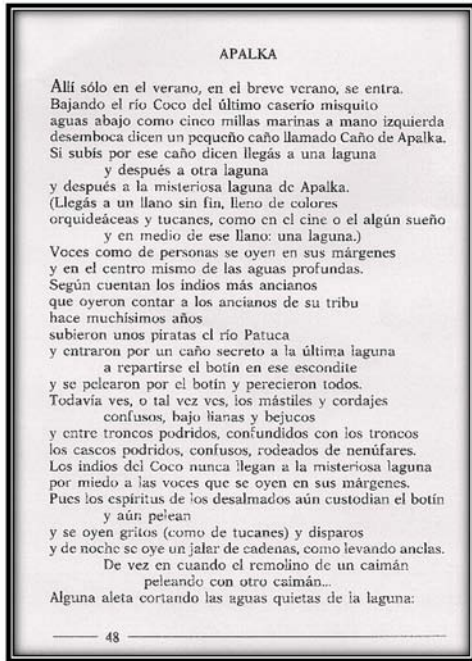 APALKA
Allí sólo en el verano, en el breve verano, se entra.
Bajando el río Coco del último caserío misquito
aguas abajo como cinco millas marinas a mano izquierda
desemboca dicen un pequeño caño llamado Caño de Apalka.
Si subís por ese caño dicen llegás a una laguna
y después a otra laguna
y después a la misteriosa laguna de Apalka.
(Llegás a un llano sin fin, lleno de colores
orquideáceas y tucanes, como en el cine o el algún sueño
y en medio de ese llano: una laguna.)
Voces como de personas se oyen en sus márgenes
y en el centro mismo de las aguas profundas.
Según cuentan los indios más ancianos
que oyeron contar a los ancianos de su tribu
hace muchísimos años
subieron unos piratas el río Patuca
y entraron por un caño secreto a la última laguna
a repartirse el botín en ese escondite
y se pelearon por el botín y perecieron todos.
Todavía ves, o tal vez ves, los mástiles y cordajes
confusos, bajo lianas y bejucos
y entre troncos podridos, confundidos con los troncos
los cascos podridos, confusos, rodeados de nenúfares.
Los indios del Coco nunca llegan a la misteriosa laguna
por miedo a las voces que se oyen en sus márgenes.
Pues los espíritus de los desalmados aún custodian el botín
y aún pelean
y se oyen gritos (como de tucanes) y disparos
y de noche se oye un jalar de cadenas, como levando anclas.
De vez en cuando el remolino de un caimán
peleando con otro caimán...
Alguna aleta cortando las aguas quietas de la laguna:
48